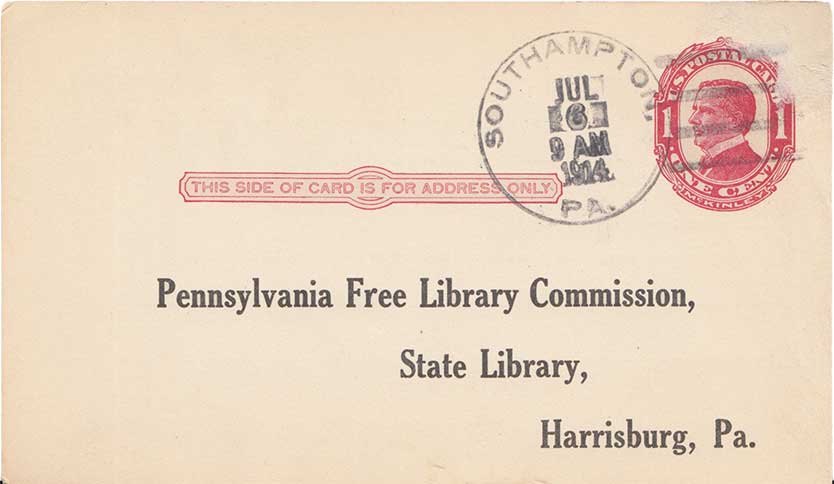 SOUTHAMPTON,
JUL
6
9 AM
1914
PA.
U.S. POSTAL CARD
1 1
ONE CENT.
McKINLEY
THIS SIDE OF CARD IS FOR ADDRESS ONLY
Pennsylvania Free Library Commission,
State Library,
Harrisburg, Pa.